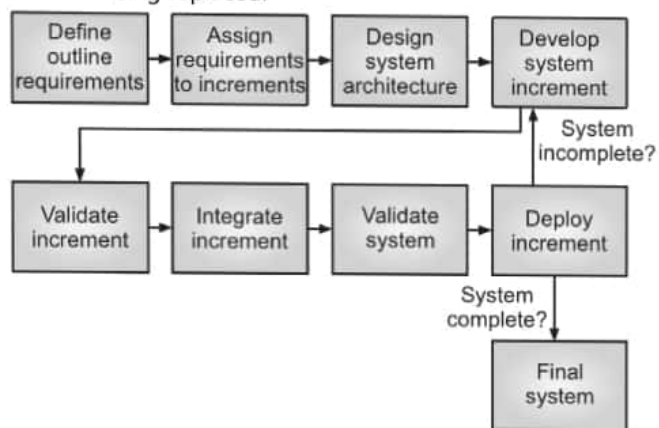 Define
outline
requirements
Assign
requirements
to increments
Design
system
architecture
Develop
system
increment
System
incomplete?
Validate
increment
Integrate
increment
Validate
system
Deploy
increment
System
complete?
Final
system